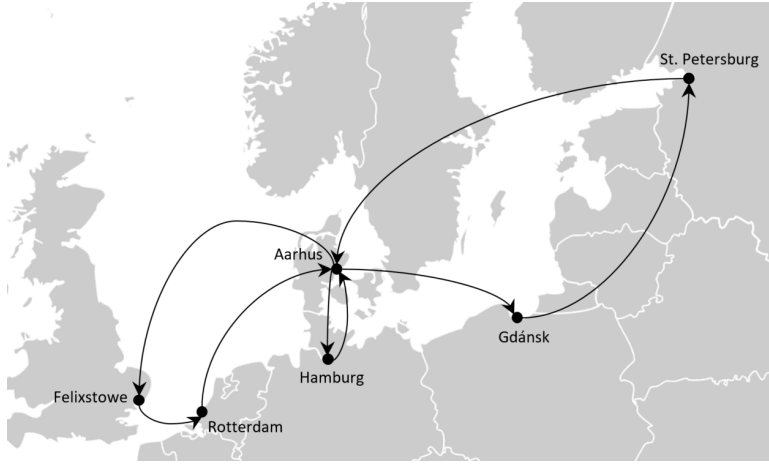 St. Petersburg
Aarhus
Gdánsk
Hamburg
Felixstowe
Rotterdam